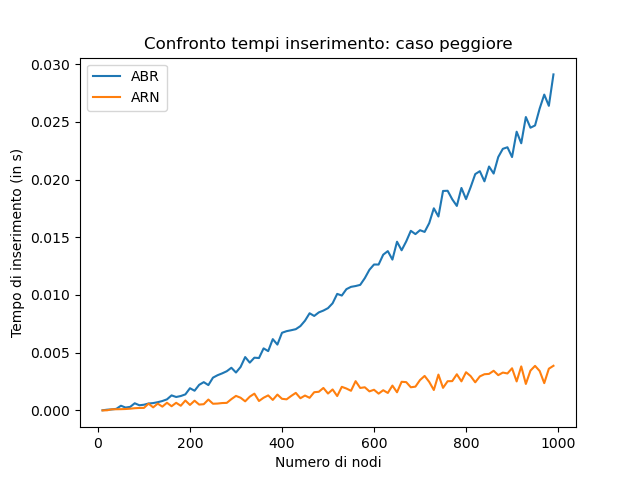 Confronto tempi inserimento: caso peggiore
ABR
ARN
Tempo di inserimento (in s)
0.030
0.025
0.020
0.015
0.010
0.005
0.000
0 200 400 600 800 1000
Numero di nodi